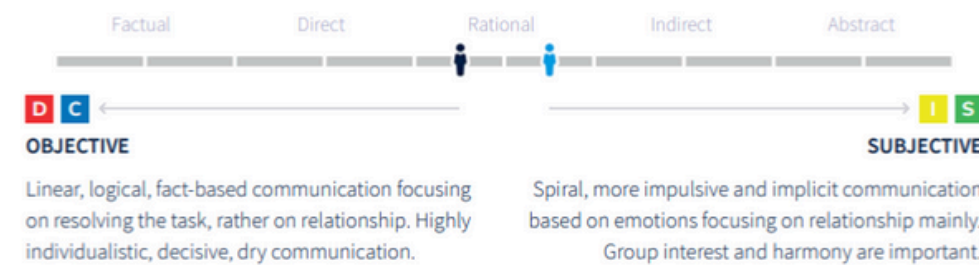 Factual Direct Rational Indirect Abstract
D C I S
OBJECTIVE SUBJECTIVE
Linear, logical, fact-based communication focusing
on resolving the task, rather on relationship. Highly
individualistic, decisive, dry communication.
Spiral, more impulsive and implicit communication
based on emotions focusing on relationship mainly.
Group interest and harmony are important.